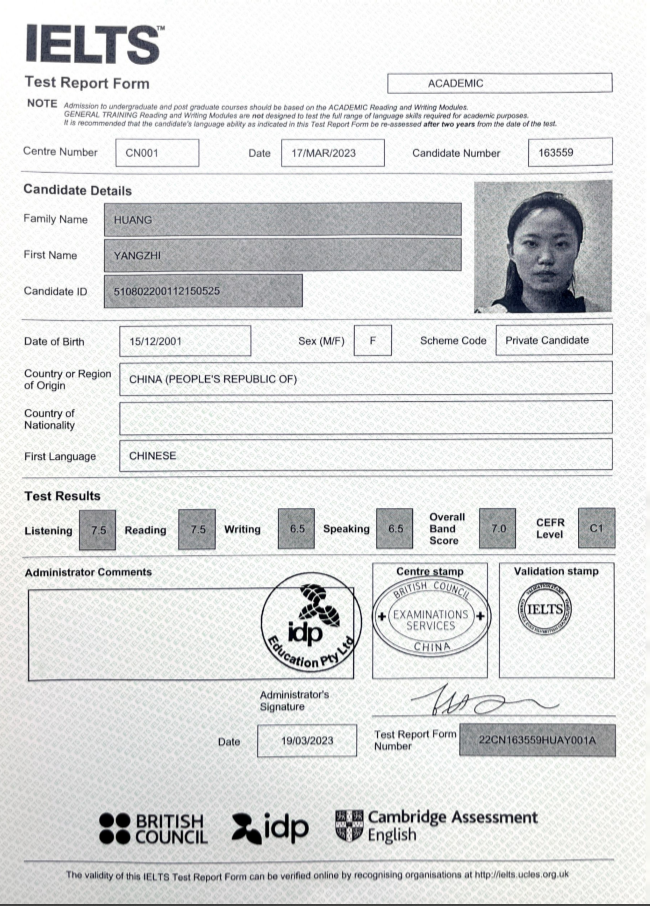 IELTS™
Test Report Form
ACADEMIC
NOTE Admission to undergraduate and post graduate courses should be based on the ACADEMIC Reading and Writing Modules.
GENERAL TRAINING Reading and Writing Modules are not designed to test the full range of language skills required for academic purposes.
It is recommended that the candidate's language ability as indicated in this Test Report Form be re-assessed after two years from the date of the test.
Centre Number CN001 Date 17/MAR/2023 Candidate Number 163559
Candidate Details
Family Name HUANG
First Name YANGZHI
Candidate ID 510802200112150525
Date of Birth 15/12/2001 Sex (M/F) F Scheme Code Private Candidate
Country or Region
of Origin CHINA (PEOPLE'S REPUBLIC OF)
Country of
Nationality
First Language CHINESE
Test Results
Listening 7.5 Reading 7.5 Writing 6.5 Speaking 6.5 Overall Band Score 7.0 CEFR Level C1
Administrator Comments Centre stamp Validation stamp
idp
Education Pty Ltd
BRITISH COUNCIL
EXAMINATIONS
SERVICES
CHINA
IELTS
Administrator's
Signature
Date 19/03/2023 Test Report Form
Number 22CN163559HUAY001A
BRITISH
COUNCIL
idp
Cambridge Assessment
English
The validity of this IELTS Test Report Form can be verified online by recognising organisations at http://ielts.ucles.org.uk